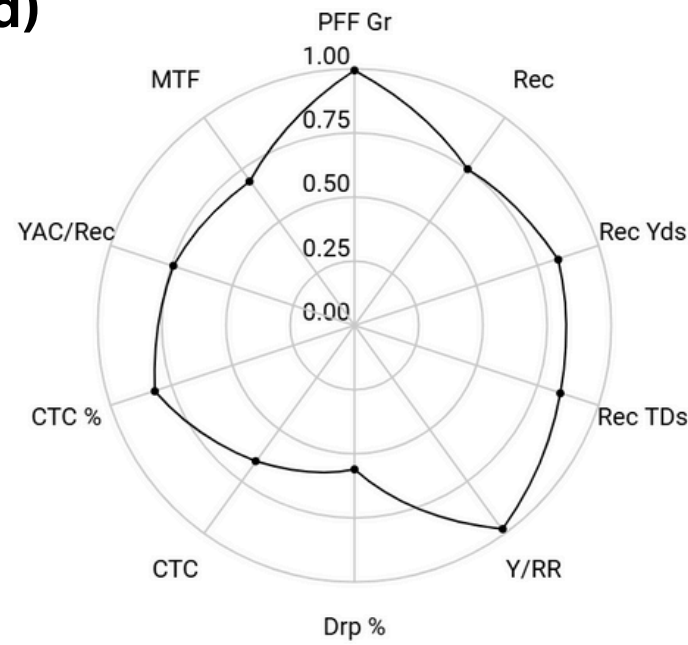 d)
PFF Gr
1.00
MTF
Rec
0.75
0.50
YAC/Rec
Rec Yds
0.25
0.00
CTC %
Rec TDs
CTC
Y/RR
Drp %